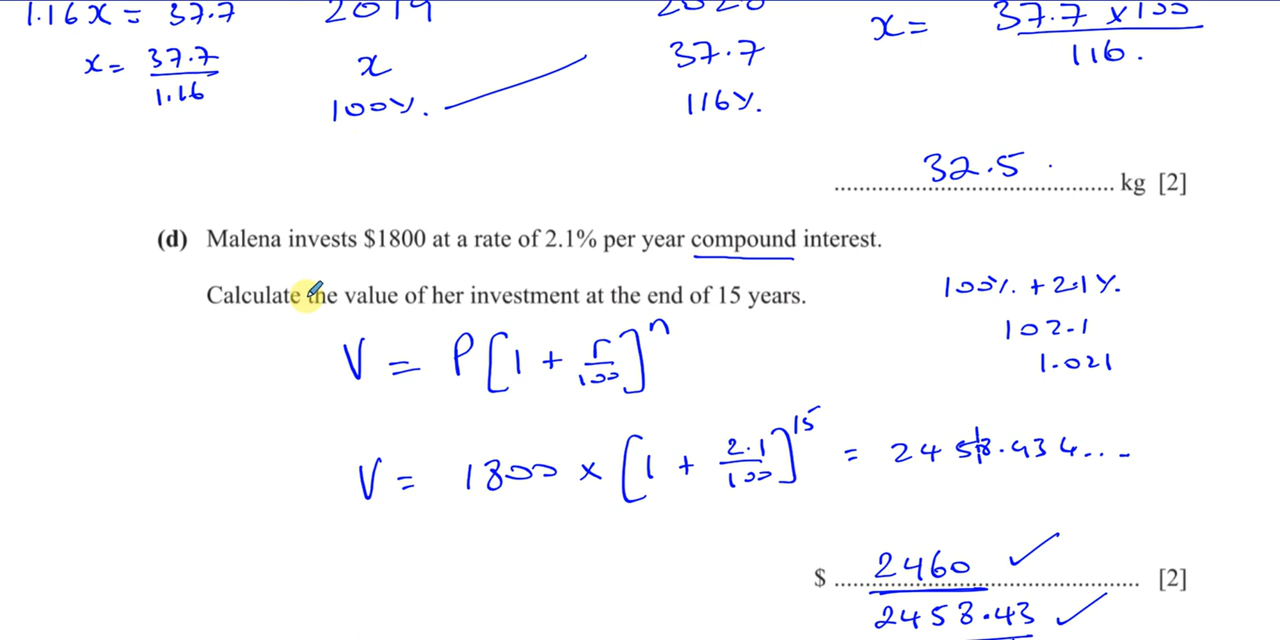 1.16x = 37.7
2019
x = 37.7 x 100 / 116.
x = 37.7 / 1.16
x
37.7
100%.
116%.
32.5
kg [2]
(d) Malena invests $1800 at a rate of 2.1% per year compound interest.
Calculate the value of her investment at the end of 15 years.
100% + 2.1%.
102.1
1.021
V = P[1 + r/100]^n
V = 1800 x [1 + 2.1/100]^15 = 2458.434...
$ 2460 ✓ [2]
2458.43 ✓